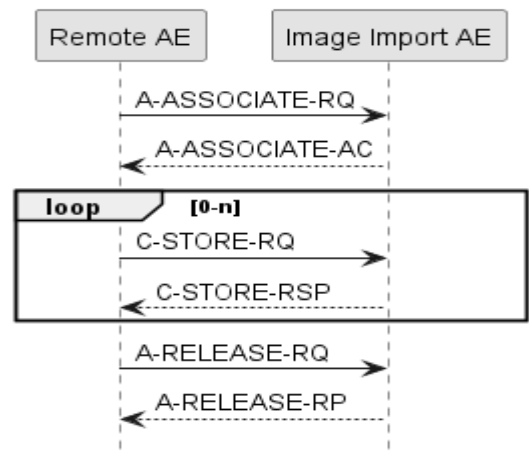 Remote AE
Image Import AE
A-ASSOCIATE-RQ
A-ASSOCIATE-AC
loop [0-n]
C-STORE-RQ
C-STORE-RSP
A-RELEASE-RQ
A-RELEASE-RP